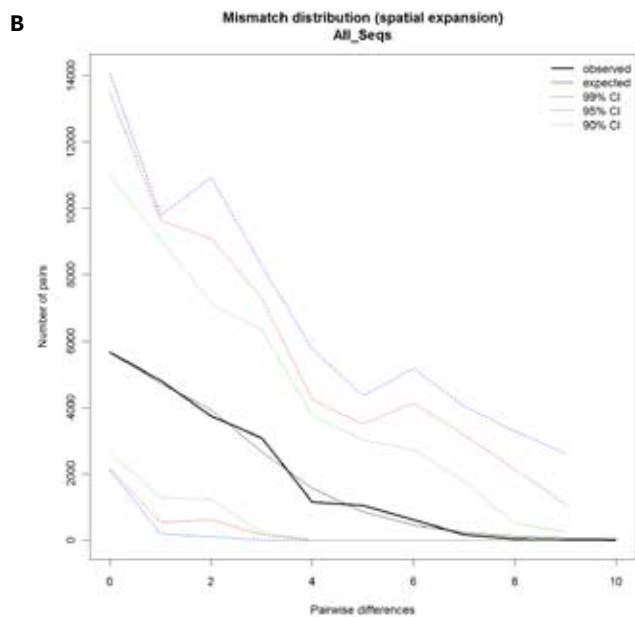 B
Mismatch distribution (spatial expansion)
All_Seqs
observed
expected
99% CI
95% CI
90% CI
14000
12000
10000
8000
6000
4000
2000
0
Number of pairs
0 2 4 6 8 10
Pairwise differences